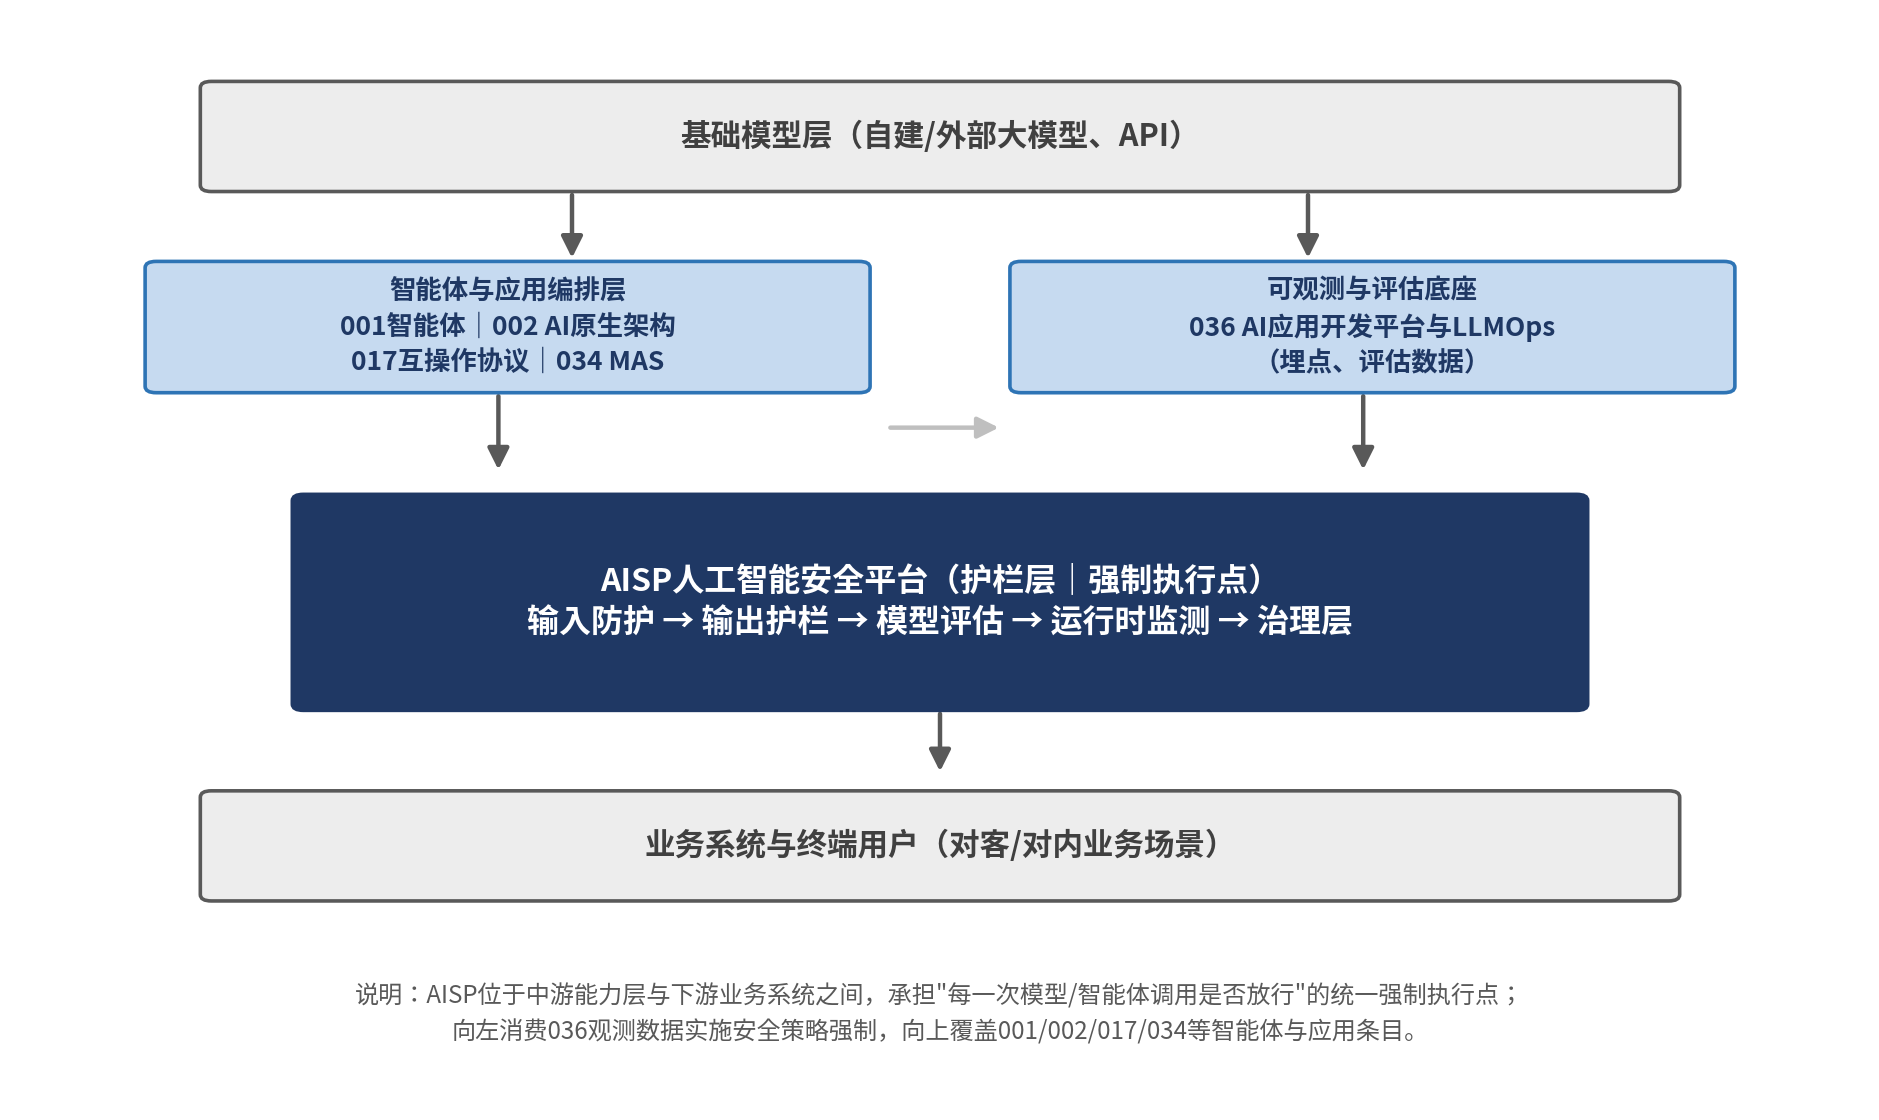 基础模型层（自建/外部大模型、API）
智能体与应用编排层
001智能体｜002 AI原生架构
017互操作协议｜034 MAS
可观测与评估底座
036 AI应用开发平台与LLMOps
（埋点、评估数据）
AISP人工智能安全平台（护栏层｜强制执行点）
输入防护 → 输出护栏 → 模型评估 → 运行时监测 → 治理层
业务系统与终端用户（对客/对内业务场景）
说明：AISP位于中游能力层与下游业务系统之间，承担"每一次模型/智能体调用是否放行"的统一强制执行点；
向左消费036观测数据实施安全策略强制，向上覆盖001/002/017/034等智能体与应用条目。